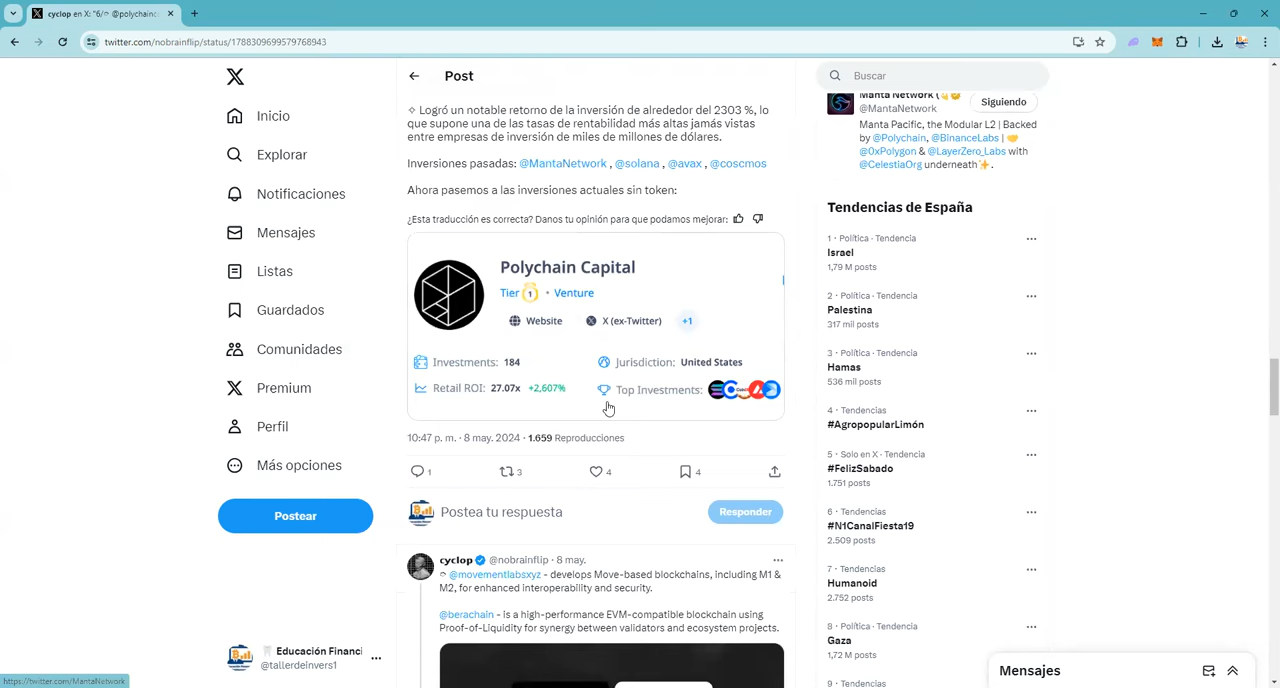 cyclop en X: "6/𝄐 @polychainc
twitter.com/nobrainflip/status/1788309699579768943
Inicio
Explorar
Notificaciones
Mensajes
Listas
Guardados
Comunidades
Premium
Perfil
Más opciones
Postear
Educación Financi
@tallerdeinvers1
https://twitter.com/MantaNetwork
Post
✧ Logró un notable retorno de la inversión de alrededor del 2303 %, lo
que supone una de las tasas de rentabilidad más altas jamás vistas
entre empresas de inversión de miles de millones de dólares.
Inversiones pasadas: @MantaNetwork , @solana , @avax , @coscmos
Ahora pasemos a las inversiones actuales sin token:
¿Esta traducción es correcta? Danos tu opinión para que podamos mejorar:
Polychain Capital
Tier 1 • Venture
Website X (ex-Twitter) +1
Investments: 184 Jurisdiction: United States
Retail ROI: 27.07x +2,607% Top Investments:
10:47 p. m. · 8 may. 2024 · 1.659 Reproducciones
1 3 4 4
Postea tu respuesta
Responder
cyclop @nobrainflip · 8 may.
@movementlabsxyz - develops Move-based blockchains, including M1 &
M2, for enhanced interoperability and security.
@berachain - is a high-performance EVM-compatible blockchain using
Proof-of-Liquidity for synergy between validators and ecosystem projects.
Buscar
Manta Network
@MantaNetwork
Siguiendo
Manta Pacific, the Modular L2 | Backed
by @Polychain, @BinanceLabs |
@0xPolygon & @LayerZero_Labs with
@CelestiaOrg underneath✨.
Tendencias de España
1 · Política · Tendencia
Israel
1,79 M posts
2 · Política · Tendencia
Palestina
317 mil posts
3 · Política · Tendencia
Hamas
536 mil posts
4 · Tendencias
#AgropopularLimón
5 · Solo en X · Tendencia
#FelizSabado
1.751 posts
6 · Tendencias
#N1CanalFiesta19
2.509 posts
7 · Tendencias
Humanoid
2.752 posts
8 · Política · Tendencia
Gaza
1,72 M posts
9 · Tendencias
Mensajes